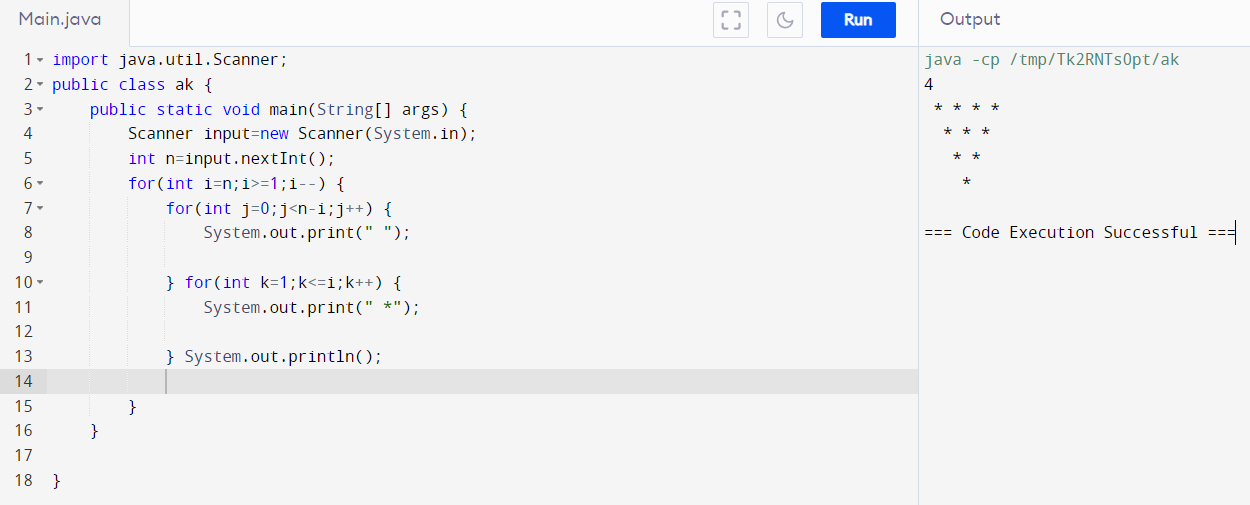 Main.java
Run
Output
1 import java.util.Scanner;
2 public class ak {
3     public static void main(String[] args) {
4         Scanner input=new Scanner(System.in);
5         int n=input.nextInt();
6         for(int i=n;i>=1;i--) {
7             for(int j=0;j<n-i;j++) {
8                 System.out.print(" ");
9
10             } for(int k=1;k<=i;k++) {
11                 System.out.print(" *");
12
13             } System.out.println();
14
15         }
16     }
17
18 }
java -cp /tmp/Tk2RNTsOpt/ak
4
 * * * *
  * * *
   * *
    *
=== Code Execution Successful ===